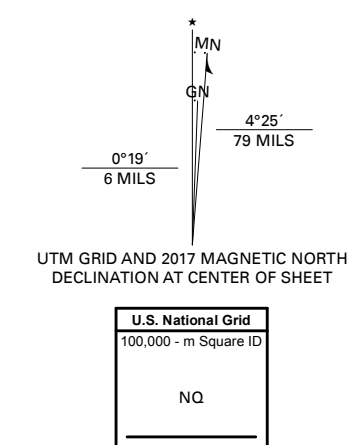 ★
MN
GN
4°25´
79 MILS
0°19´
6 MILS
UTM GRID AND 2017 MAGNETIC NORTH
DECLINATION AT CENTER OF SHEET
U.S. National Grid
100,000 - m Square ID
NQ